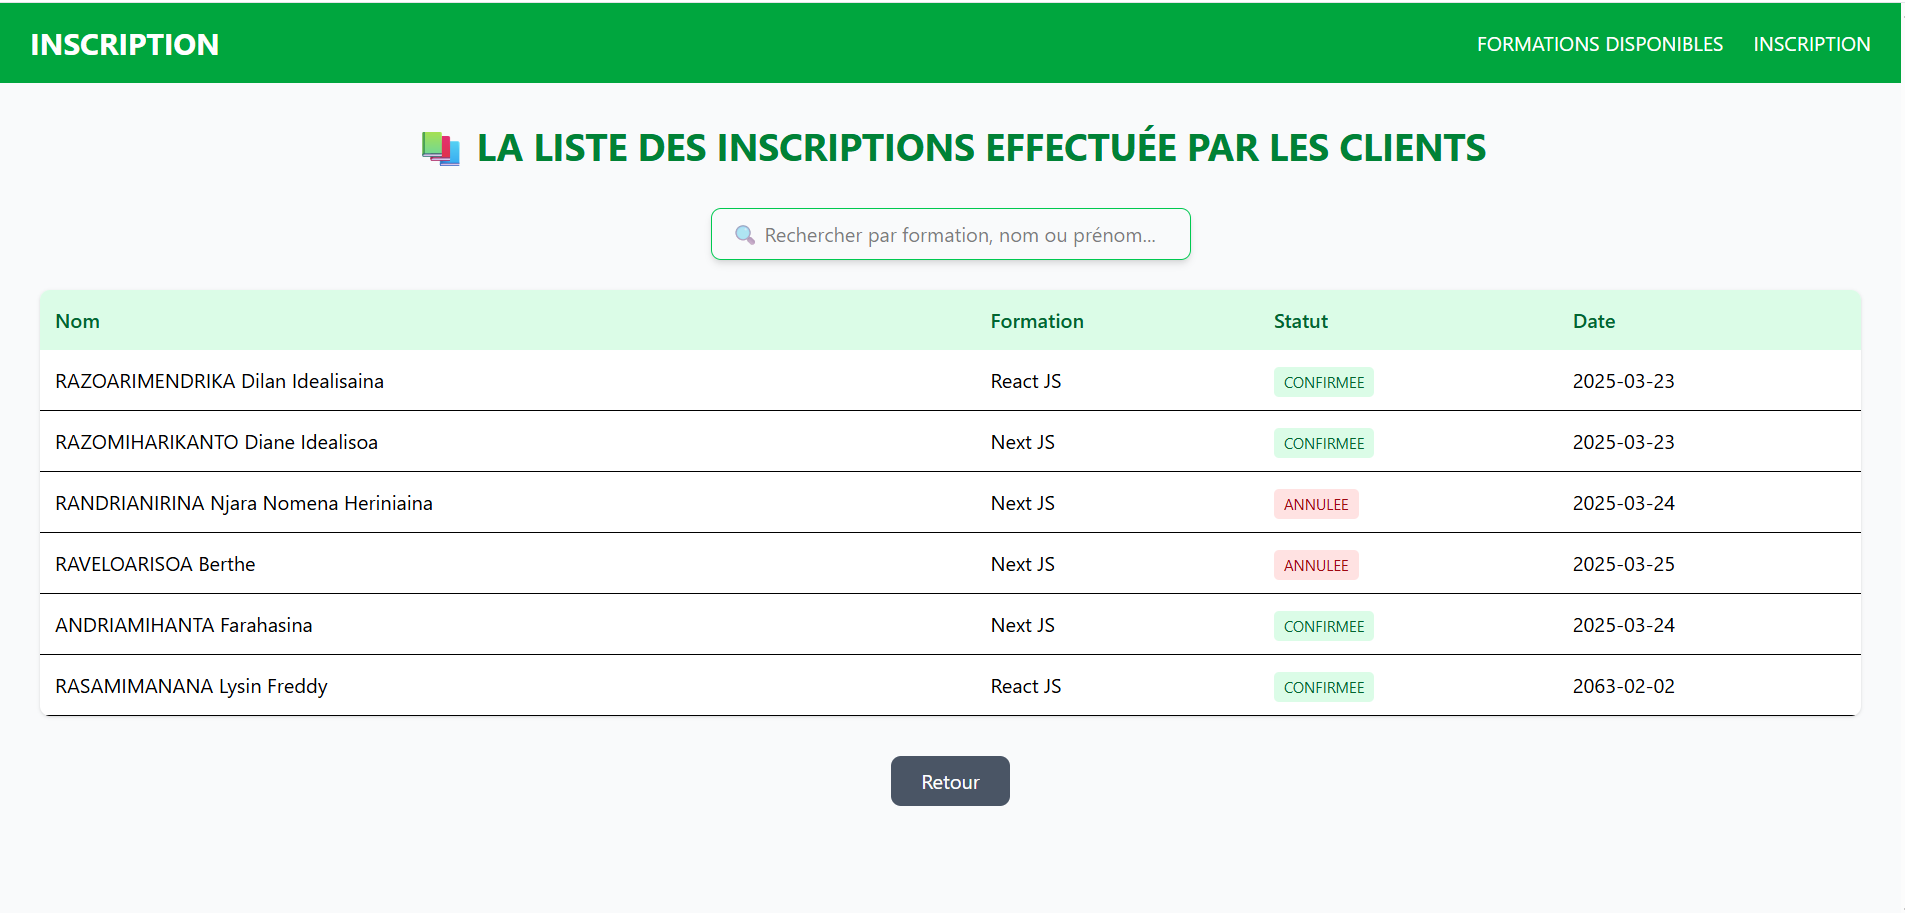 INSCRIPTION FORMATIONS DISPONIBLES INSCRIPTION
LA LISTE DES INSCRIPTIONS EFFECTUÉE PAR LES CLIENTS
Rechercher par formation, nom ou prénom...
Nom Formation Statut Date
RAZOARIMENDRIKA Dilan Idealisaina React JS CONFIRMEE 2025-03-23
RAZOMIHARIKANTO Diane Idealisoa Next JS CONFIRMEE 2025-03-23
RANDRIANIRINA Njara Nomena Heriniaina Next JS ANNULEE 2025-03-24
RAVELOARISOA Berthe Next JS ANNULEE 2025-03-25
ANDRIAMIHANTA Farahasina Next JS CONFIRMEE 2025-03-24
RASAMIMANANA Lysin Freddy React JS CONFIRMEE 2063-02-02
Retour